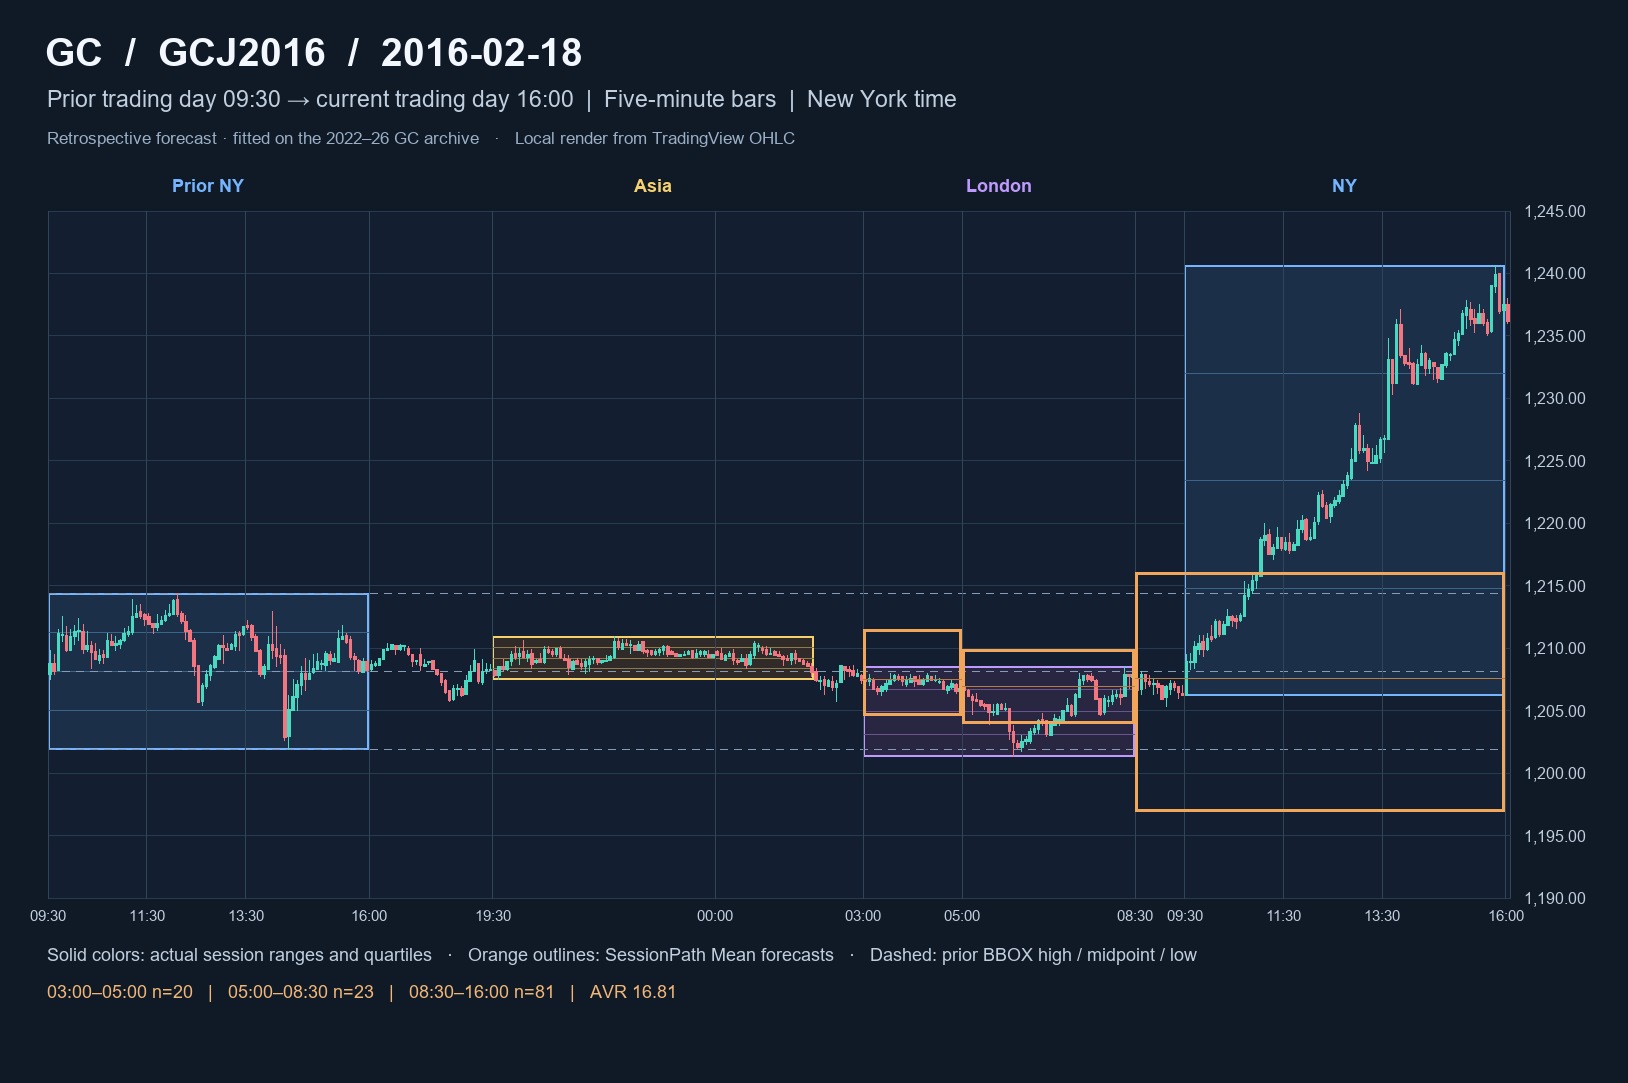 GC / GCJ2016 / 2016-02-18
Prior trading day 09:30 → current trading day 16:00 | Five-minute bars | New York time
Retrospective forecast · fitted on the 2022–26 GC archive · Local render from TradingView OHLC
Prior NY Asia London NY
1,245.00
1,240.00
1,235.00
1,230.00
1,225.00
1,220.00
1,215.00
1,210.00
1,205.00
1,200.00
1,195.00
1,190.00
09:30 11:30 13:30 16:00 19:30 00:00 03:00 05:00 08:30 09:30 11:30 13:30 16:00
Solid colors: actual session ranges and quartiles · Orange outlines: SessionPath Mean forecasts · Dashed: prior BBOX high / midpoint / low
03:00–05:00 n=20 | 05:00–08:30 n=23 | 08:30–16:00 n=81 | AVR 16.81